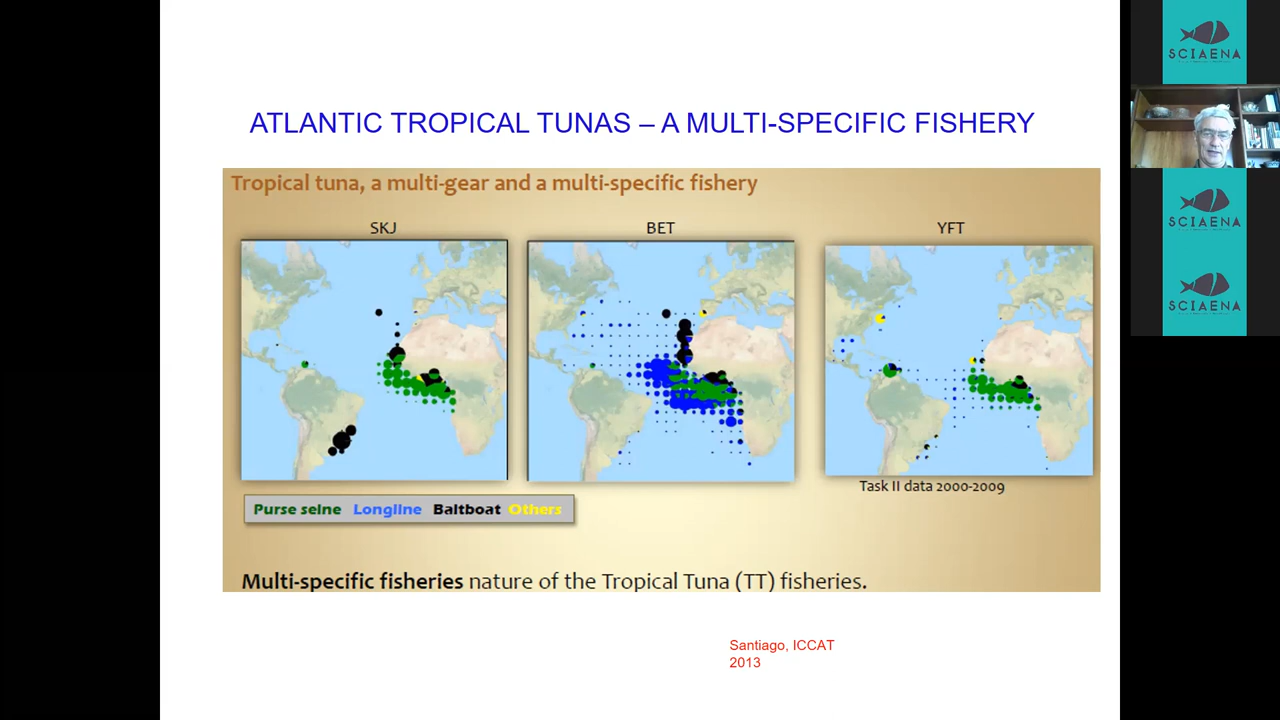 ATLANTIC TROPICAL TUNAS – A MULTI-SPECIFIC FISHERY
Tropical tuna, a multi-gear and a multi-specific fishery
SKJ
BET
YFT
Task II data 2000-2009
Purse seine Longline Baitboat Others
Multi-specific fisheries nature of the Tropical Tuna (TT) fisheries.
Santiago, ICCAT
2013
SCIAENA
SCIAENA
SCIAENA